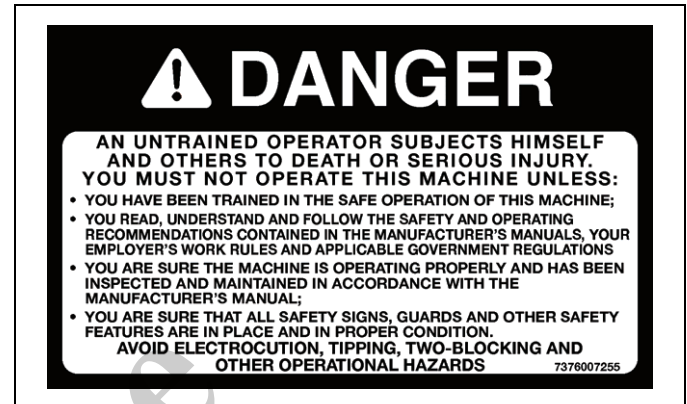 DANGER
AN UNTRAINED OPERATOR SUBJECTS HIMSELF
AND OTHERS TO DEATH OR SERIOUS INJURY.
YOU MUST NOT OPERATE THIS MACHINE UNLESS:
• YOU HAVE BEEN TRAINED IN THE SAFE OPERATION OF THIS MACHINE;
• YOU READ, UNDERSTAND AND FOLLOW THE SAFETY AND OPERATING
RECOMMENDATIONS CONTAINED IN THE MANUFACTURER'S MANUALS, YOUR
EMPLOYER'S WORK RULES AND APPLICABLE GOVERNMENT REGULATIONS
• YOU ARE SURE THE MACHINE IS OPERATING PROPERLY AND HAS BEEN
INSPECTED AND MAINTAINED IN ACCORDANCE WITH THE
MANUFACTURER'S MANUAL;
• YOU ARE SURE THAT ALL SAFETY SIGNS, GUARDS AND OTHER SAFETY
FEATURES ARE IN PLACE AND IN PROPER CONDITION.
AVOID ELECTROCUTION, TIPPING, TWO-BLOCKING AND
OTHER OPERATIONAL HAZARDS 7376007255